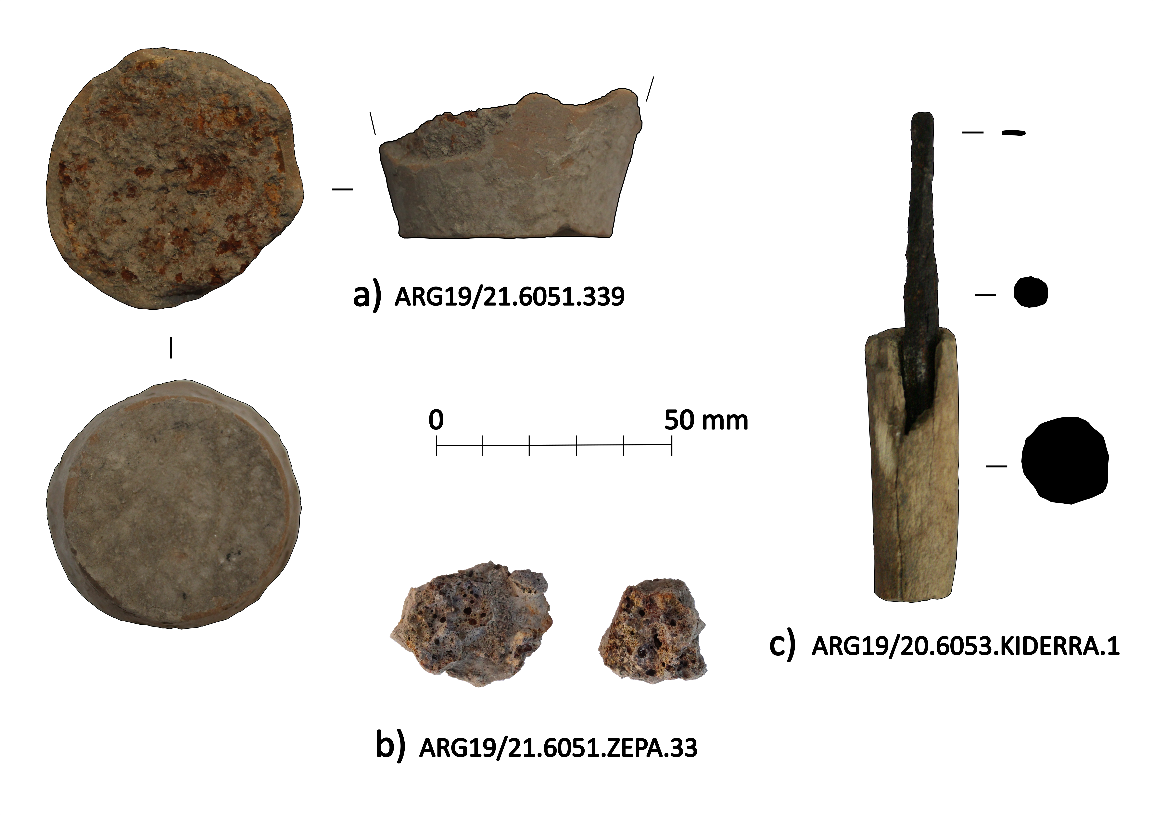 a) ARG19/21.6051.339
0 50 mm
b) ARG19/21.6051.ZEPA.33
c) ARG19/20.6053.KIDERRA.1